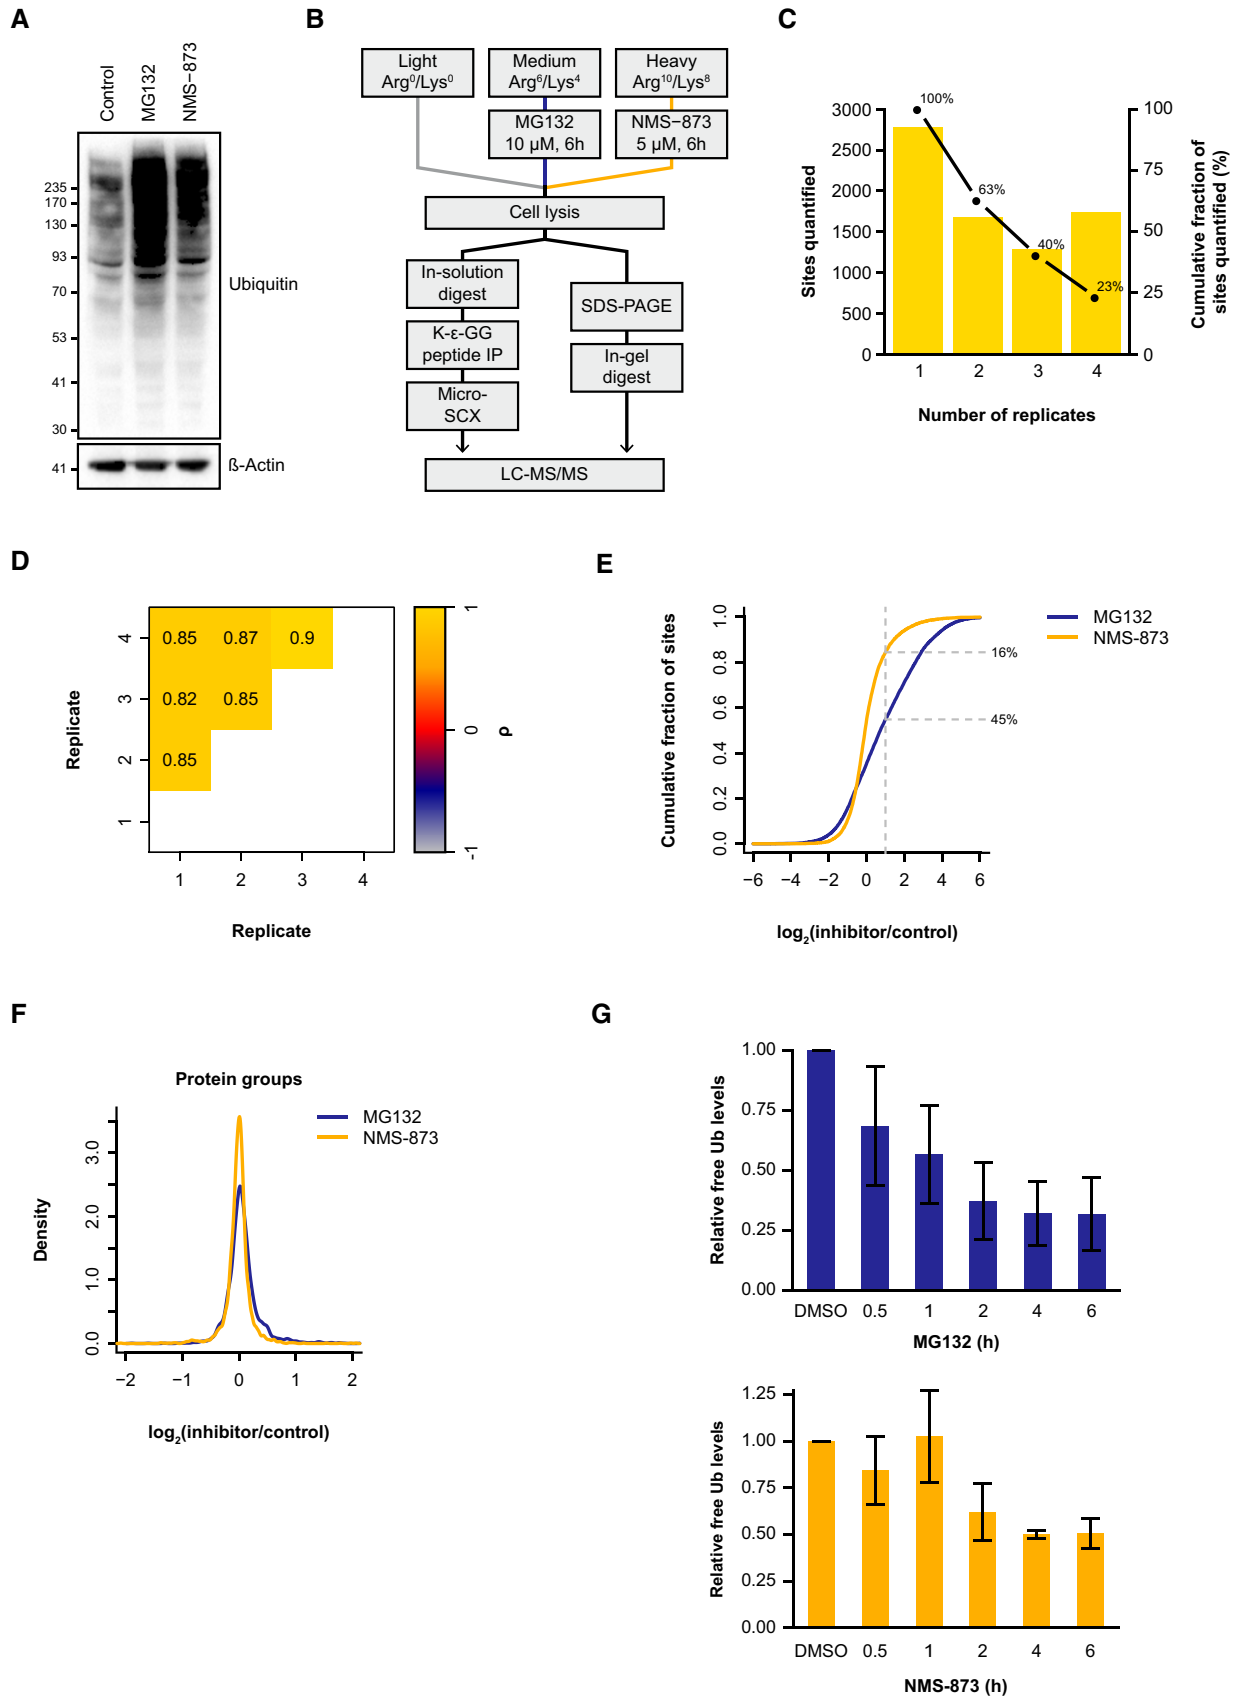 A
Control
MG132
NMS−873
235
170
130
93
70
53
41
30
41
Ubiquitin
ß-Actin
B
Light
Arg⁰/Lys⁰
Medium
Arg⁶/Lys⁴
Heavy
Arg¹⁰/Lys⁸
MG132
10 µM, 6h
NMS−873
5 µM, 6h
Cell lysis
In-solution
digest
K-ε-GG
peptide IP
Micro-
SCX
SDS-PAGE
In-gel
digest
LC-MS/MS
C
Sites quantified
3000
2500
2000
1500
1000
500
0
100%
63%
40%
23%
100
75
50
25
0
Cumulative fraction of
sites quantified (%)
1 2 3 4
Number of replicates
D
Replicate
4
3
2
1
0.85 0.87 0.9
0.82 0.85
0.85
1 2 3 4
Replicate
1
0
-1
ρ
E
Cumulative fraction of sites
1.0
0.8
0.6
0.4
0.2
0.0
16%
45%
MG132
NMS-873
−6 −4 −2 0 2 4 6
log₂(inhibitor/control)
F
Protein groups
MG132
NMS-873
Density
3.0
2.0
1.0
0.0
−2 −1 0 1 2
log₂(inhibitor/control)
G
Relative free Ub levels
1.00
0.75
0.50
0.25
0.00
DMSO 0.5 1 2 4 6
MG132 (h)
Relative free Ub levels
1.25
1.00
0.75
0.50
0.25
0.00
DMSO 0.5 1 2 4 6
NMS-873 (h)